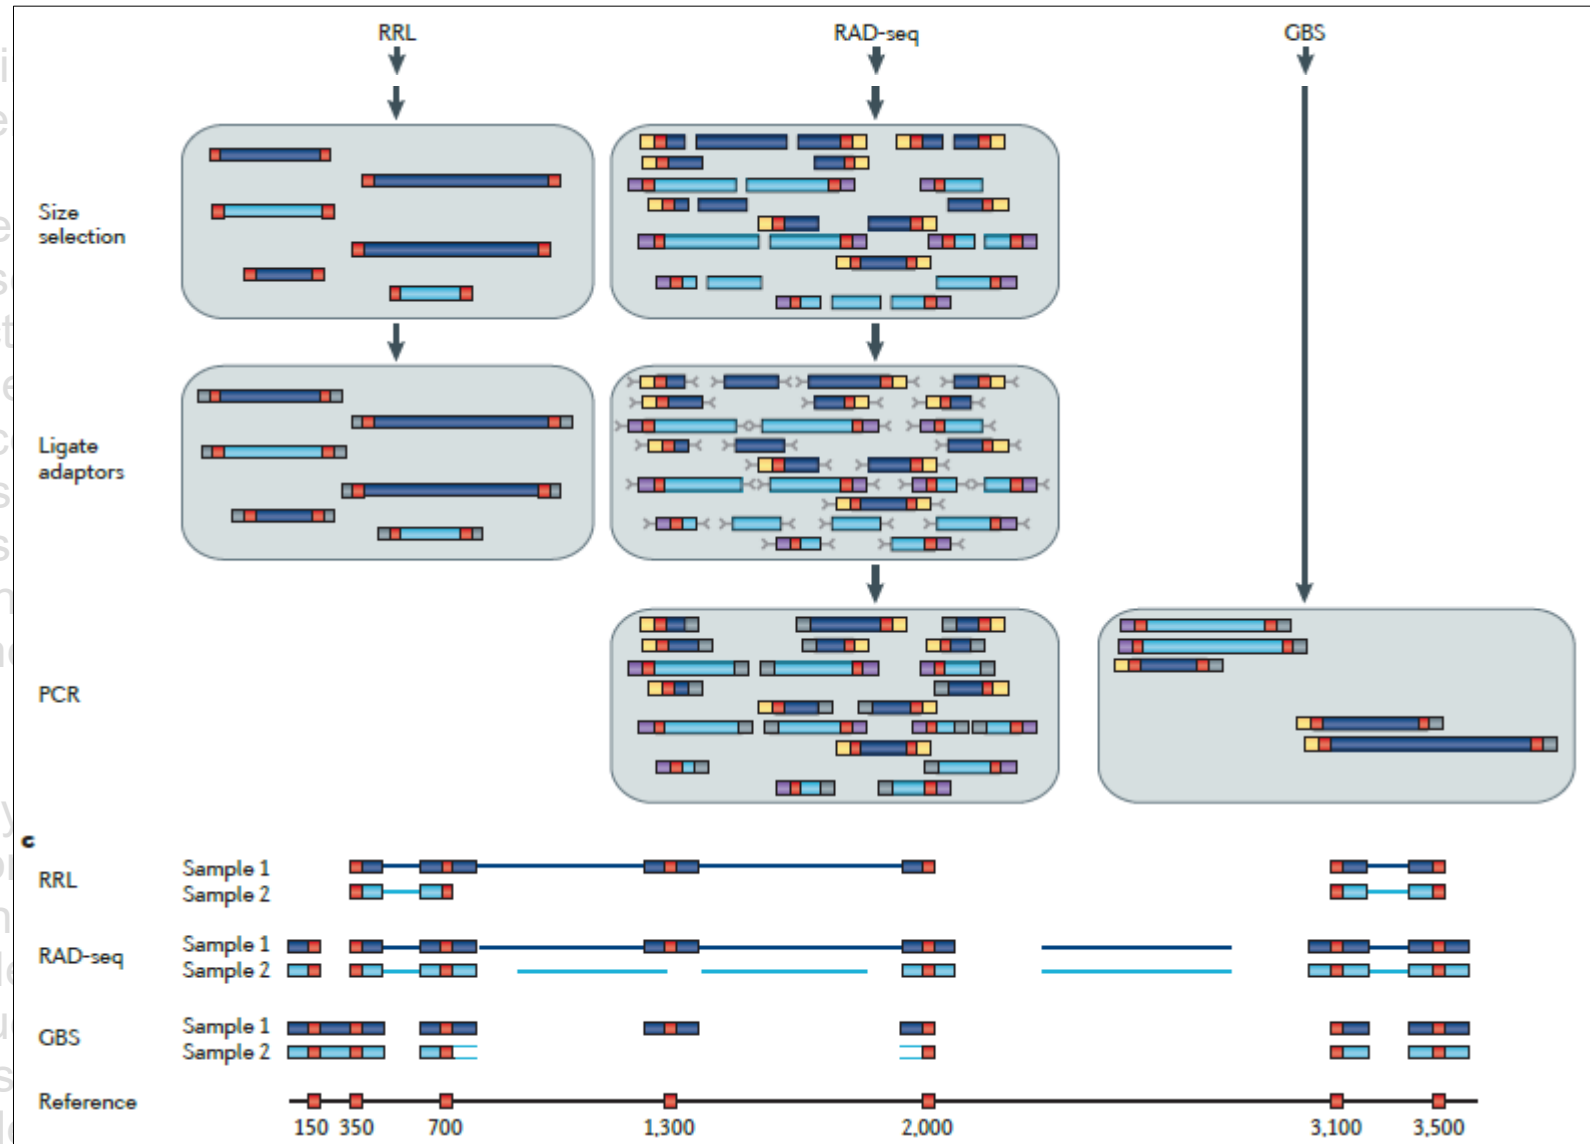 RRL RAD-seq GBS
Size
selection
Ligate
adaptors
PCR
c
RRL
Sample 1
Sample 2
RAD-seq
Sample 1
Sample 2
GBS
Sample 1
Sample 2
Reference
150 350 700 1,300 2,000 3,100 3,500